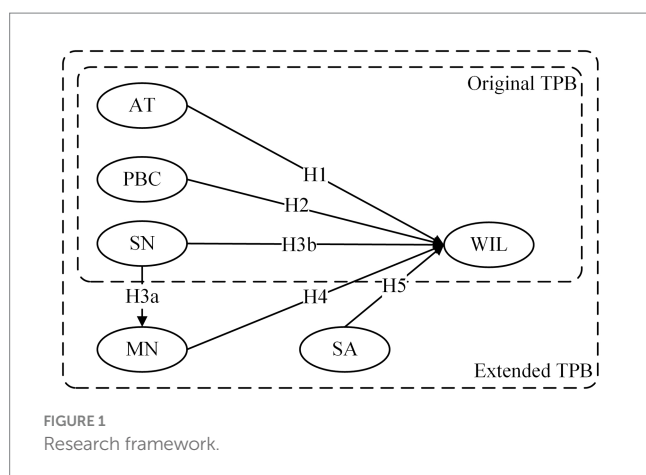 Original TPB
AT
H1
PBC
H2
SN
H3b
WIL
H3a
H4
H5
MN
SA
Extended TPB
FIGURE 1
Research framework.